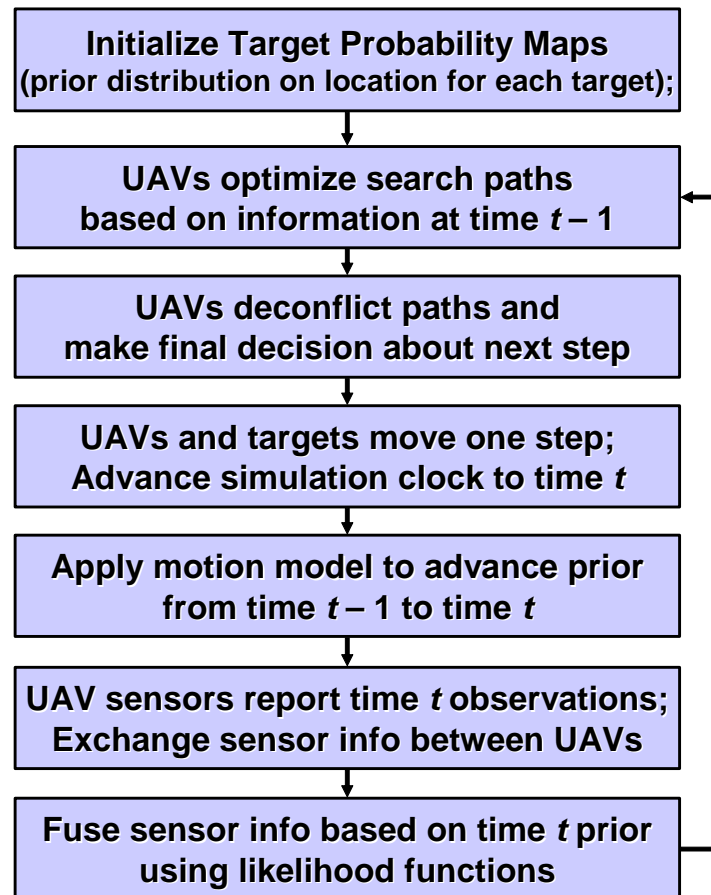 Initialize Target Probability Maps
(prior distribution on location for each target);
UAVs optimize search paths
based on information at time t – 1
UAVs deconflict paths and
make final decision about next step
UAVs and targets move one step;
Advance simulation clock to time t
Apply motion model to advance prior
from time t – 1 to time t
UAV sensors report time t observations;
Exchange sensor info between UAVs
Fuse sensor info based on time t prior
using likelihood functions